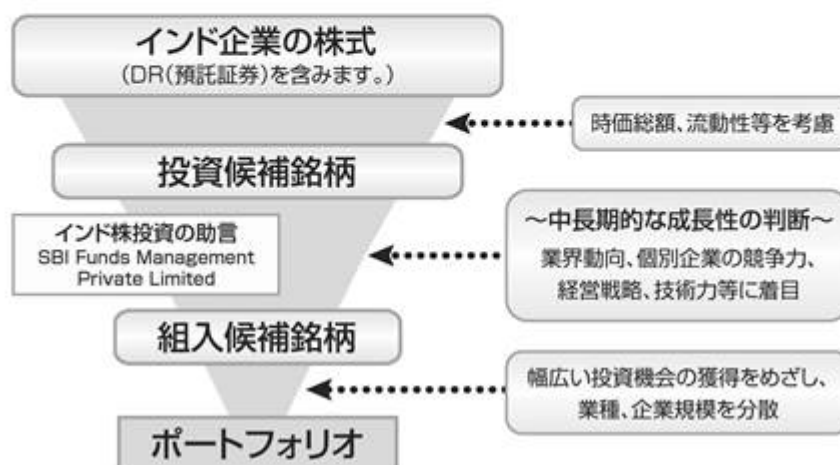 インド企業の株式
(DR(預託証券)を含みます。)
時価総額、流動性等を考慮
投資候補銘柄
インド株投資の助言
SBI Funds Management
Private Limited
～中長期的な成長性の判断～
業界動向、個別企業の競争力、
経営戦略、技術力等に着目
組入候補銘柄
幅広い投資機会の獲得をめざし、
業種、企業規模を分散
ポートフォリオ